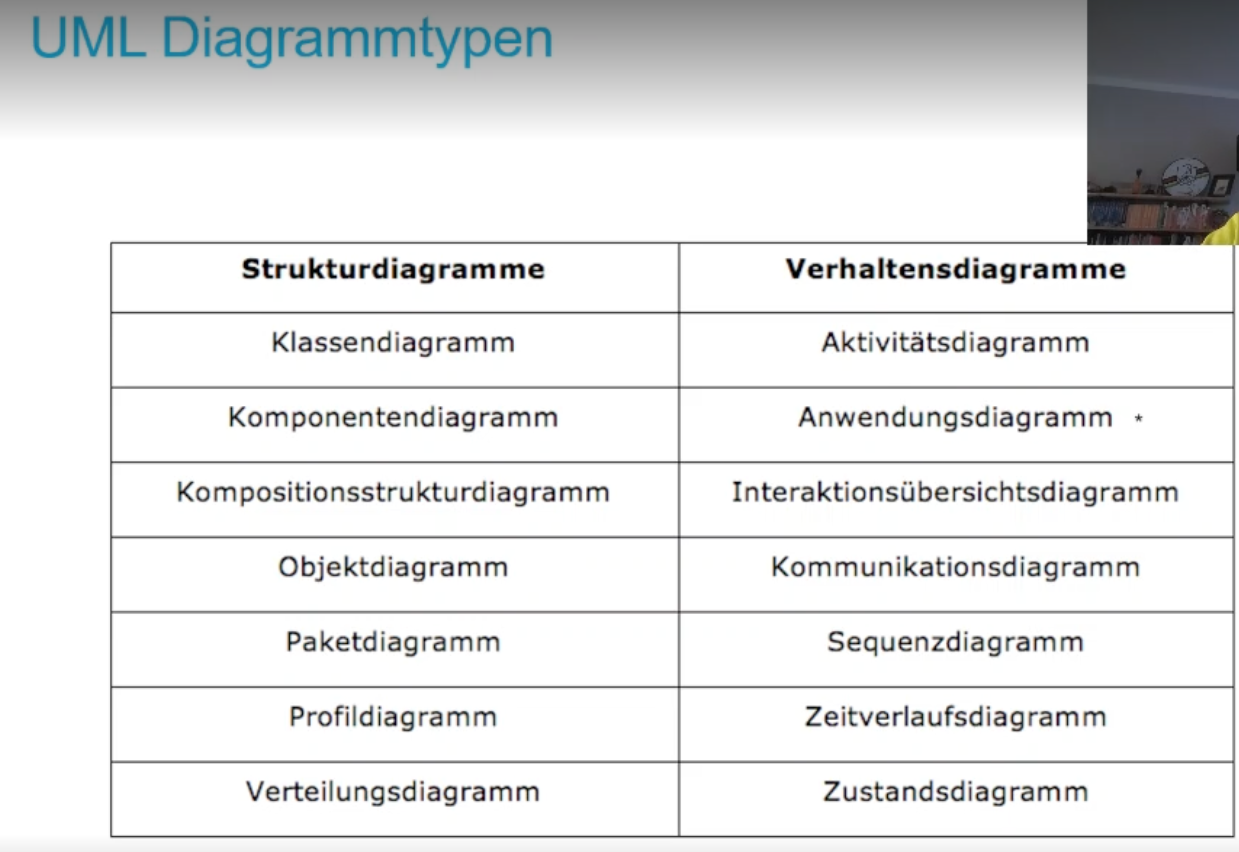 UML Diagrammtypen
Strukturdiagramme Verhaltensdiagramme
Klassendiagramm Aktivitätsdiagramm
Komponentendiagramm Anwendungsdiagramm *
Kompositionsstrukturdiagramm Interaktionsübersichtsdiagramm
Objektdiagramm Kommunikationsdiagramm
Paketdiagramm Sequenzdiagramm
Profildiagramm Zeitverlaufsdiagramm
Verteilungsdiagramm Zustandsdiagramm